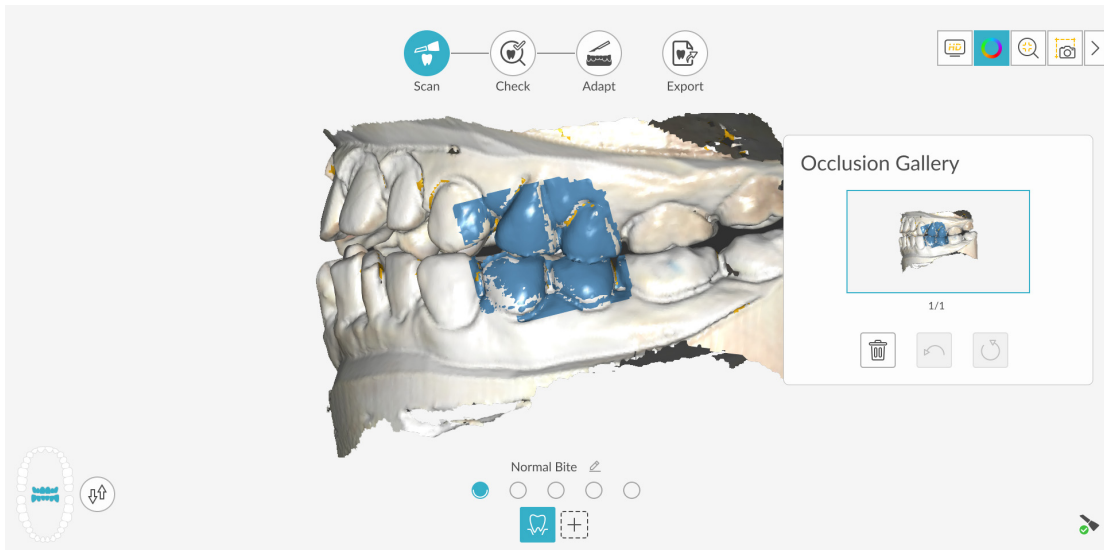 HD
Scan
Check
Adapt
Export
Occlusion Gallery
1/1
Normal Bite